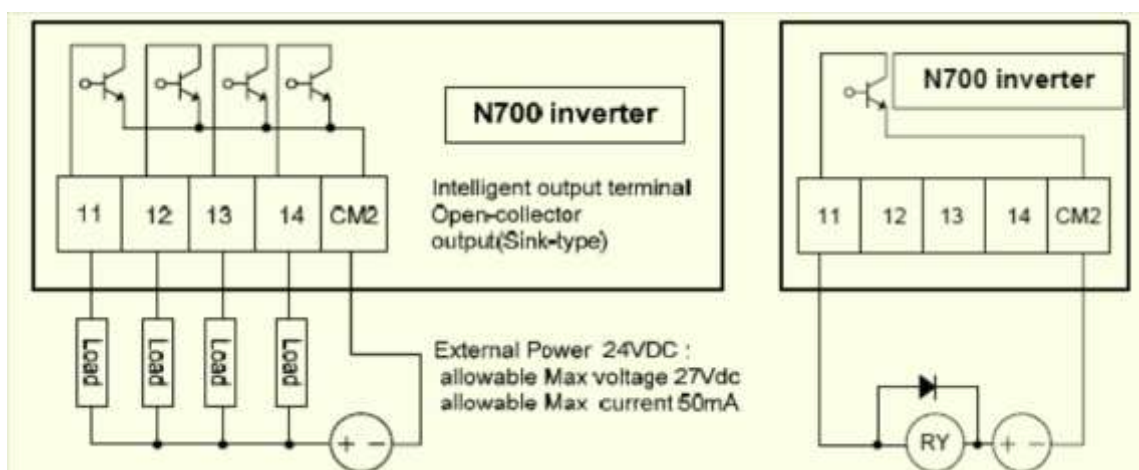 N700 inverter
11 12 13 14 CM2
Intelligent output terminal
Open-collector
output(Sink-type)
Load Load Load Load
External Power 24VDC :
allowable Max voltage 27Vdc
allowable Max current 50mA
+ -
N700 inverter
11 12 13 14 CM2
RY + -